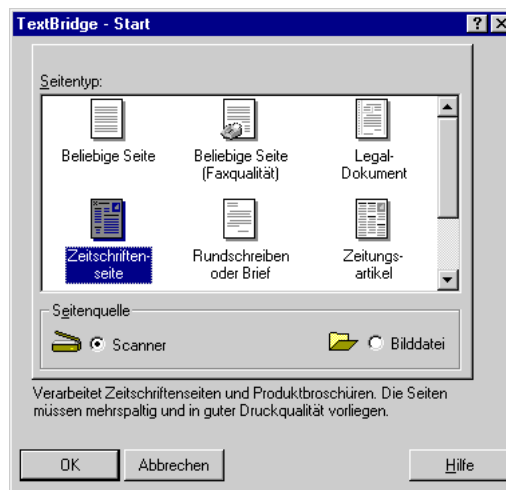 TextBridge - Start
Seitentyp:
Beliebige Seite
Beliebige Seite
(Faxqualität)
Legal-
Dokument
Zeitschriften-
seite
Rundschreiben
oder Brief
Zeitungs-
artikel
Seitenquelle
Scanner
Bilddatei
Verarbeitet Zeitschriftenseiten und Produktbroschüren. Die Seiten
müssen mehrspaltig und in guter Druckqualität vorliegen.
OK
Abbrechen
Hilfe